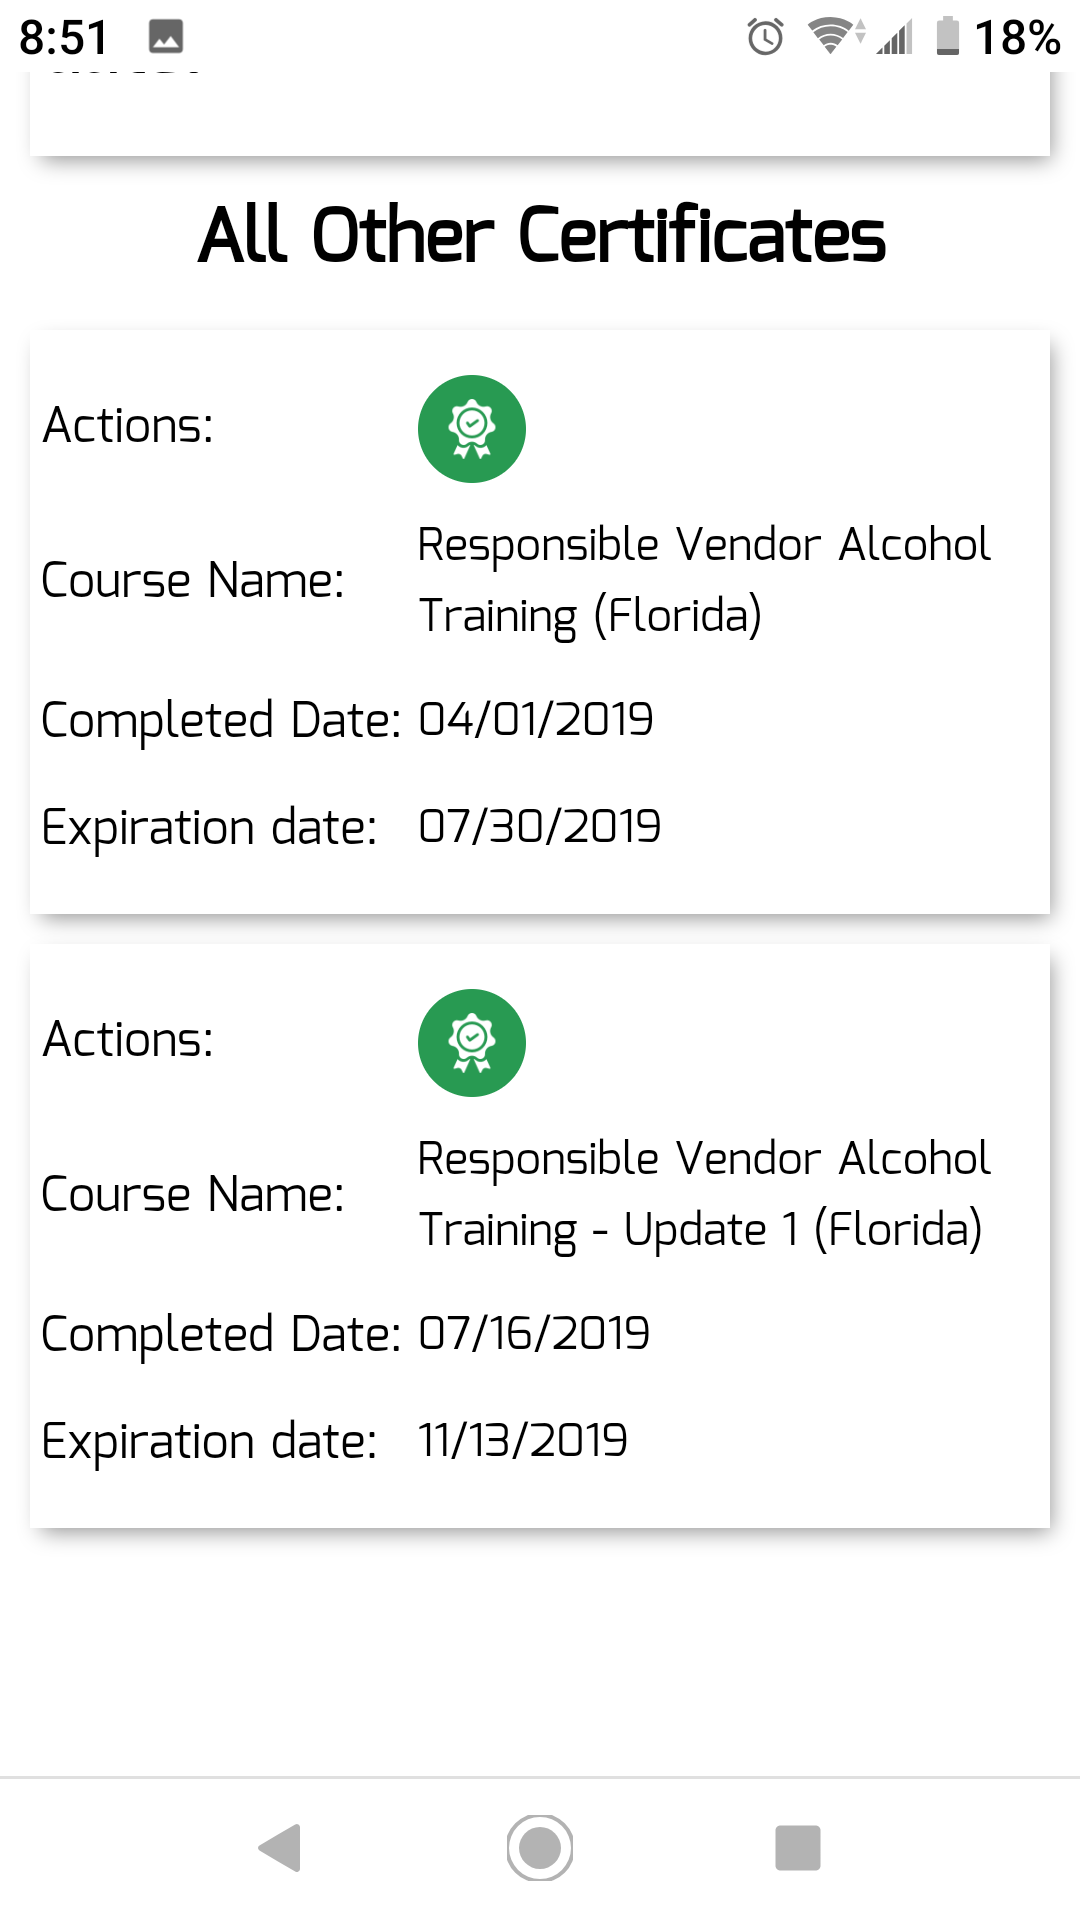 8:51
18%
All Other Certificates
Actions:
Course Name:
Responsible Vendor Alcohol
Training (Florida)
Completed Date: 04/01/2019
Expiration date: 07/30/2019
Actions:
Course Name:
Responsible Vendor Alcohol
Training - Update 1 (Florida)
Completed Date: 07/16/2019
Expiration date: 11/13/2019